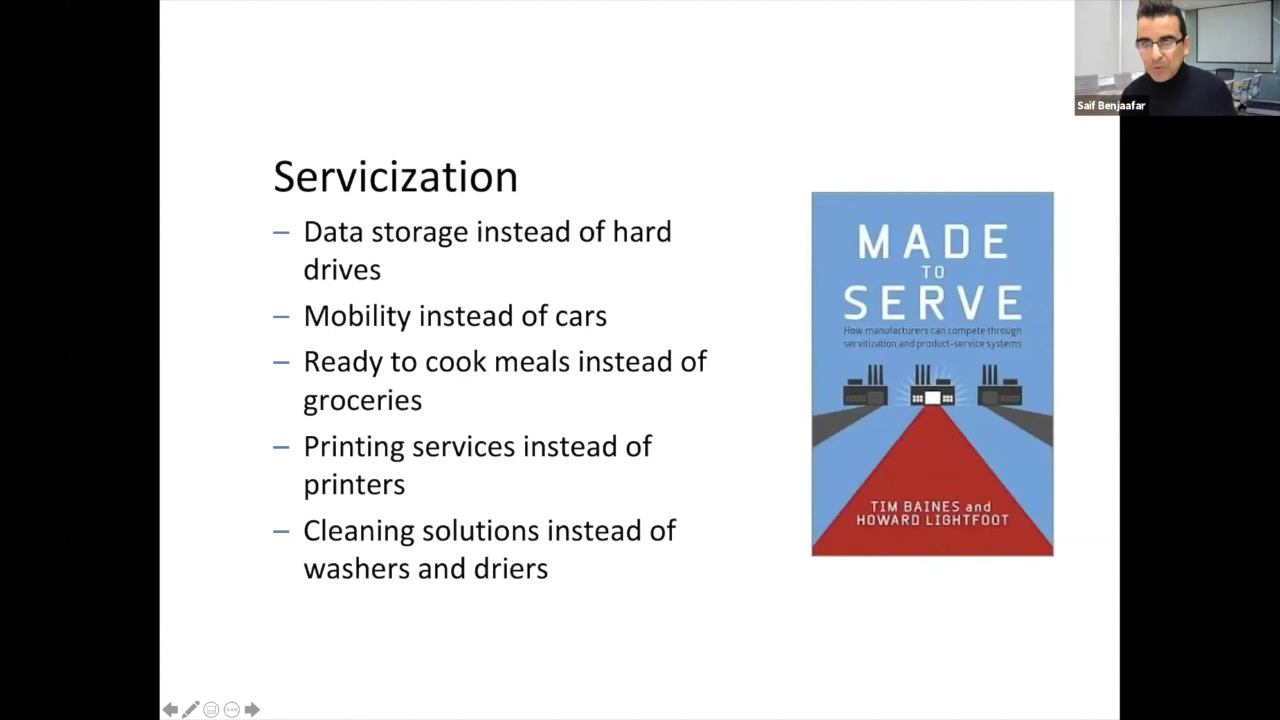 Saif Benjaafar
Servicization
– Data storage instead of hard
drives
– Mobility instead of cars
– Ready to cook meals instead of
groceries
– Printing services instead of
printers
– Cleaning solutions instead of
washers and driers
MADE
TO
SERVE
How manufacturers can compete through
servitization and product-service systems
TIM BAINES and
HOWARD LIGHTFOOT